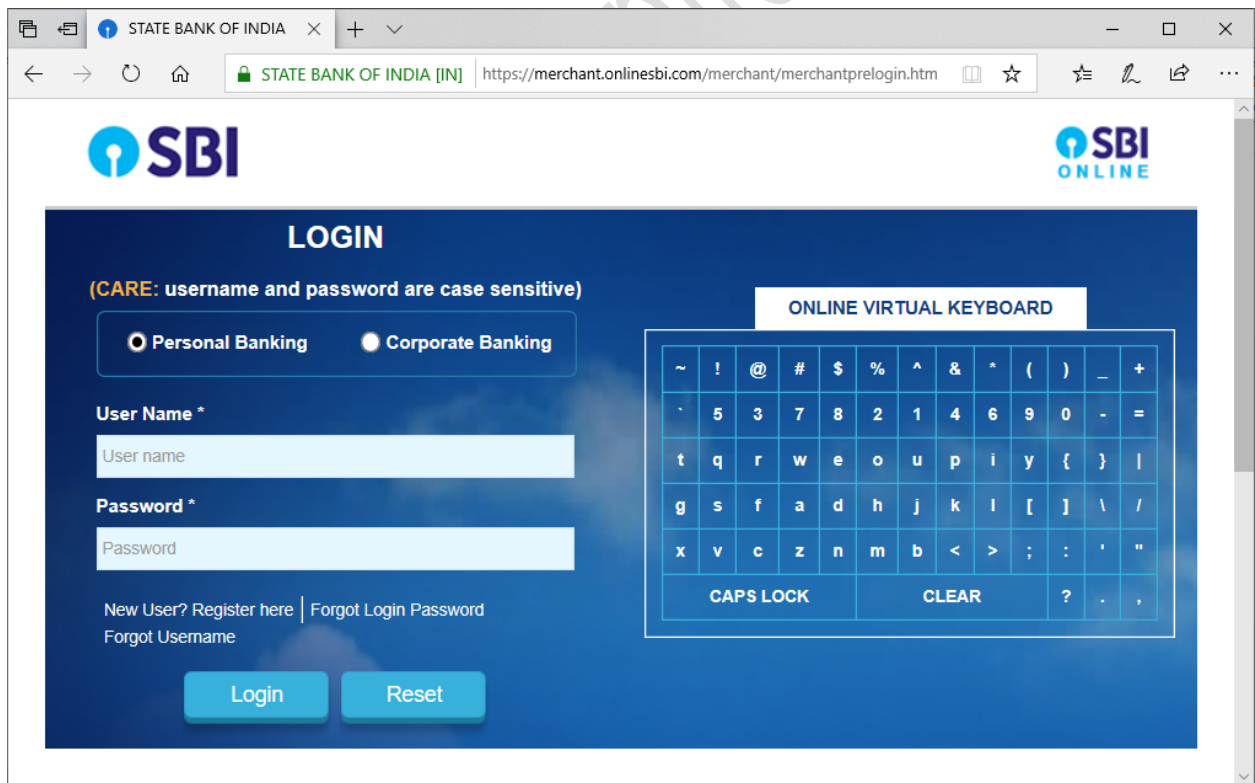 STATE BANK OF INDIA
STATE BANK OF INDIA [IN] https://merchant.onlinesbi.com/merchant/merchantprelogin.htm
SBI
SBI
ONLINE
LOGIN
(CARE: username and password are case sensitive)
Personal Banking Corporate Banking
User Name *
User name
Password *
Password
New User? Register here | Forgot Login Password
Forgot Username
Login Reset
ONLINE VIRTUAL KEYBOARD
~ ! @ # $ % ^ & * ( ) _ +
` 5 3 7 8 2 1 4 6 9 0 - =
t q r w e o u p i y { } |
g s f a d h j k l [ ] \ /
x v c z n m b < > ; : ' "
CAPS LOCK CLEAR ? . ,